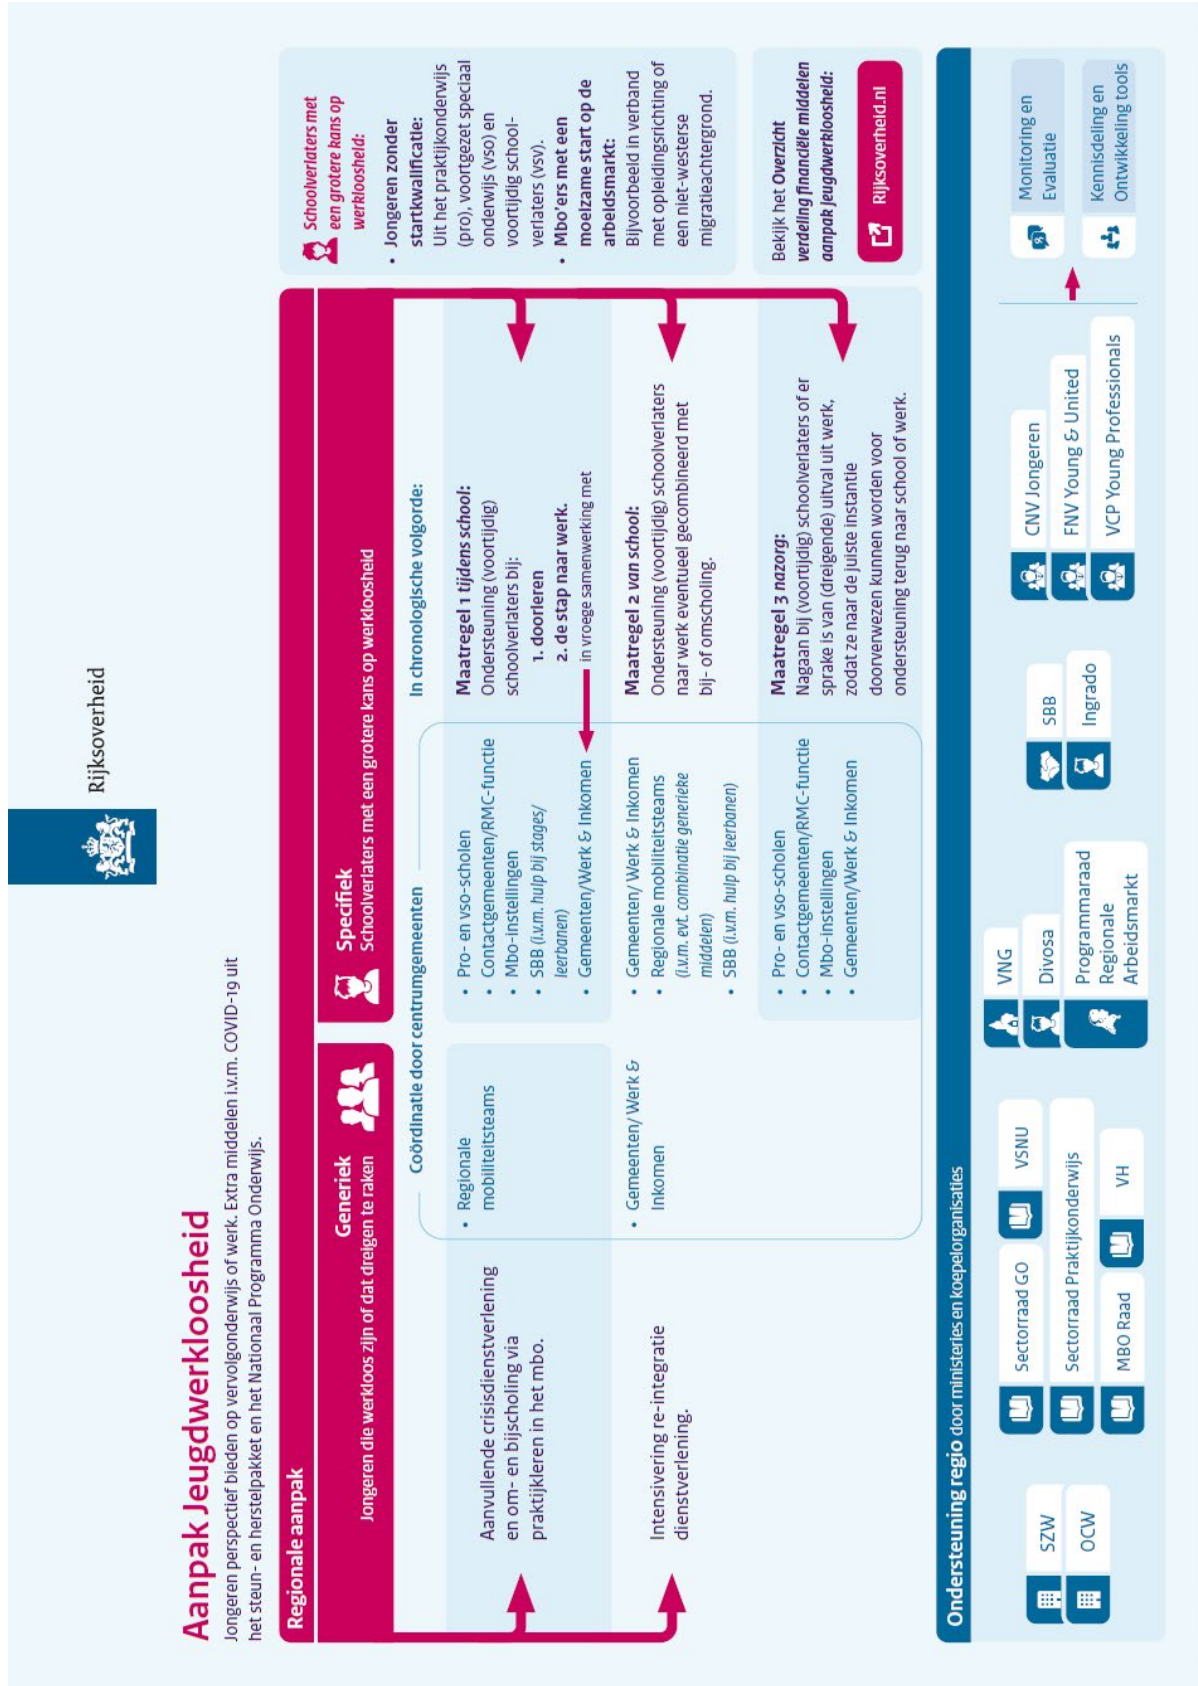 Rijksoverheid
Aanpak Jeugdwerkloosheid
Jongeren perspectief bieden op vervolgonderwijs of werk. Extra middelen i.v.m. COVID-19 uit
het steun- en herstelpakket en het Nationaal Programma Onderwijs.
Regionale aanpak
Generiek
Jongeren die werkloos zijn of dat dreigen te raken
Specifiek
Schoolverlaters met een grotere kans op werkloosheid
Coördinatie door centrumgemeenten
In chronologische volgorde:
Aanvullende crisisdienstverlening
en om- en bijscholing via
praktijkleren in het mbo.
• Regionale
mobiliteitsteams
• Pro- en vso-scholen
• Contactgemeenten/RMC-functie
• Mbo-instellingen
• SBB (i.v.m. hulp bij stages/
leerbanen)
• Gemeenten/Werk & Inkomen
Maatregel 1 tijdens school:
Ondersteuning (voortijdig)
schoolverlaters bij:
1. doorleren
2. de stap naar werk.
in vroege samenwerking met
Intensivering re-integratie
dienstverlening.
• Gemeenten/ Werk &
Inkomen
• Gemeenten/ Werk & Inkomen
• Regionale mobiliteitsteams
(i.v.m. evt. combinatie generieke
middelen)
• SBB (i.v.m. hulp bij leerbanen)
Maatregel 2 van school:
Ondersteuning (voortijdig) schoolverlaters
naar werk eventueel gecombineerd met
bij- of omscholing.
• Pro- en vso-scholen
• Contactgemeenten/RMC-functie
• Mbo-instellingen
• Gemeenten/Werk & Inkomen
Maatregel 3 nazorg:
Nagaan bij (voortijdig) schoolverlaters of er
sprake is van (dreigende) uitval uit werk,
zodat ze naar de juiste instantie
doorverwezen kunnen worden voor
ondersteuning terug naar school of werk.
Schoolverlaters met
een grotere kans op
werkloosheid:
• Jongeren zonder
startkwalificatie:
Uit het praktijkonderwijs
(pro), voortgezet speciaal
onderwijs (vso) en
voortijdig school-
verlaters (vsv).
• Mbo'ers met een
moeizame start op de
arbeidsmarkt:
Bijvoorbeeld in verband
met opleidingsrichting of
een niet-westerse
migratieachtergrond.
Bekijk het Overzicht
verdeling financiële middelen
aanpak jeugdwerkloosheid:
Rijksoverheid.nl
Ondersteuning regio door ministeries en koepelorganisaties
SZW
OCW
Sectorraad GO
VSNU
Sectorraad Praktijkonderwijs
MBO Raad
VH
VNG
Divosa
Programmaraad
Regionale
Arbeidsmarkt
SBB
Ingrado
CNV Jongeren
FNV Young & United
VCP Young Professionals
Monitoring en
Evaluatie
Kennisdeling en
Ontwikkeling tools